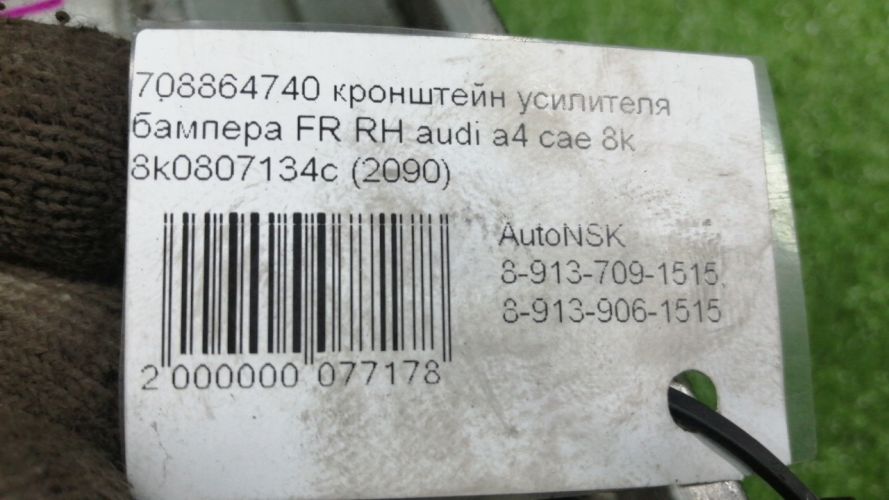 708864740 кронштейн усилителя
бампера FR RH audi a4 cae 8k
8k0807134c (2090)
AutoNSK
8-913-709-1515,
8-913-906-1515
2 000000 077178